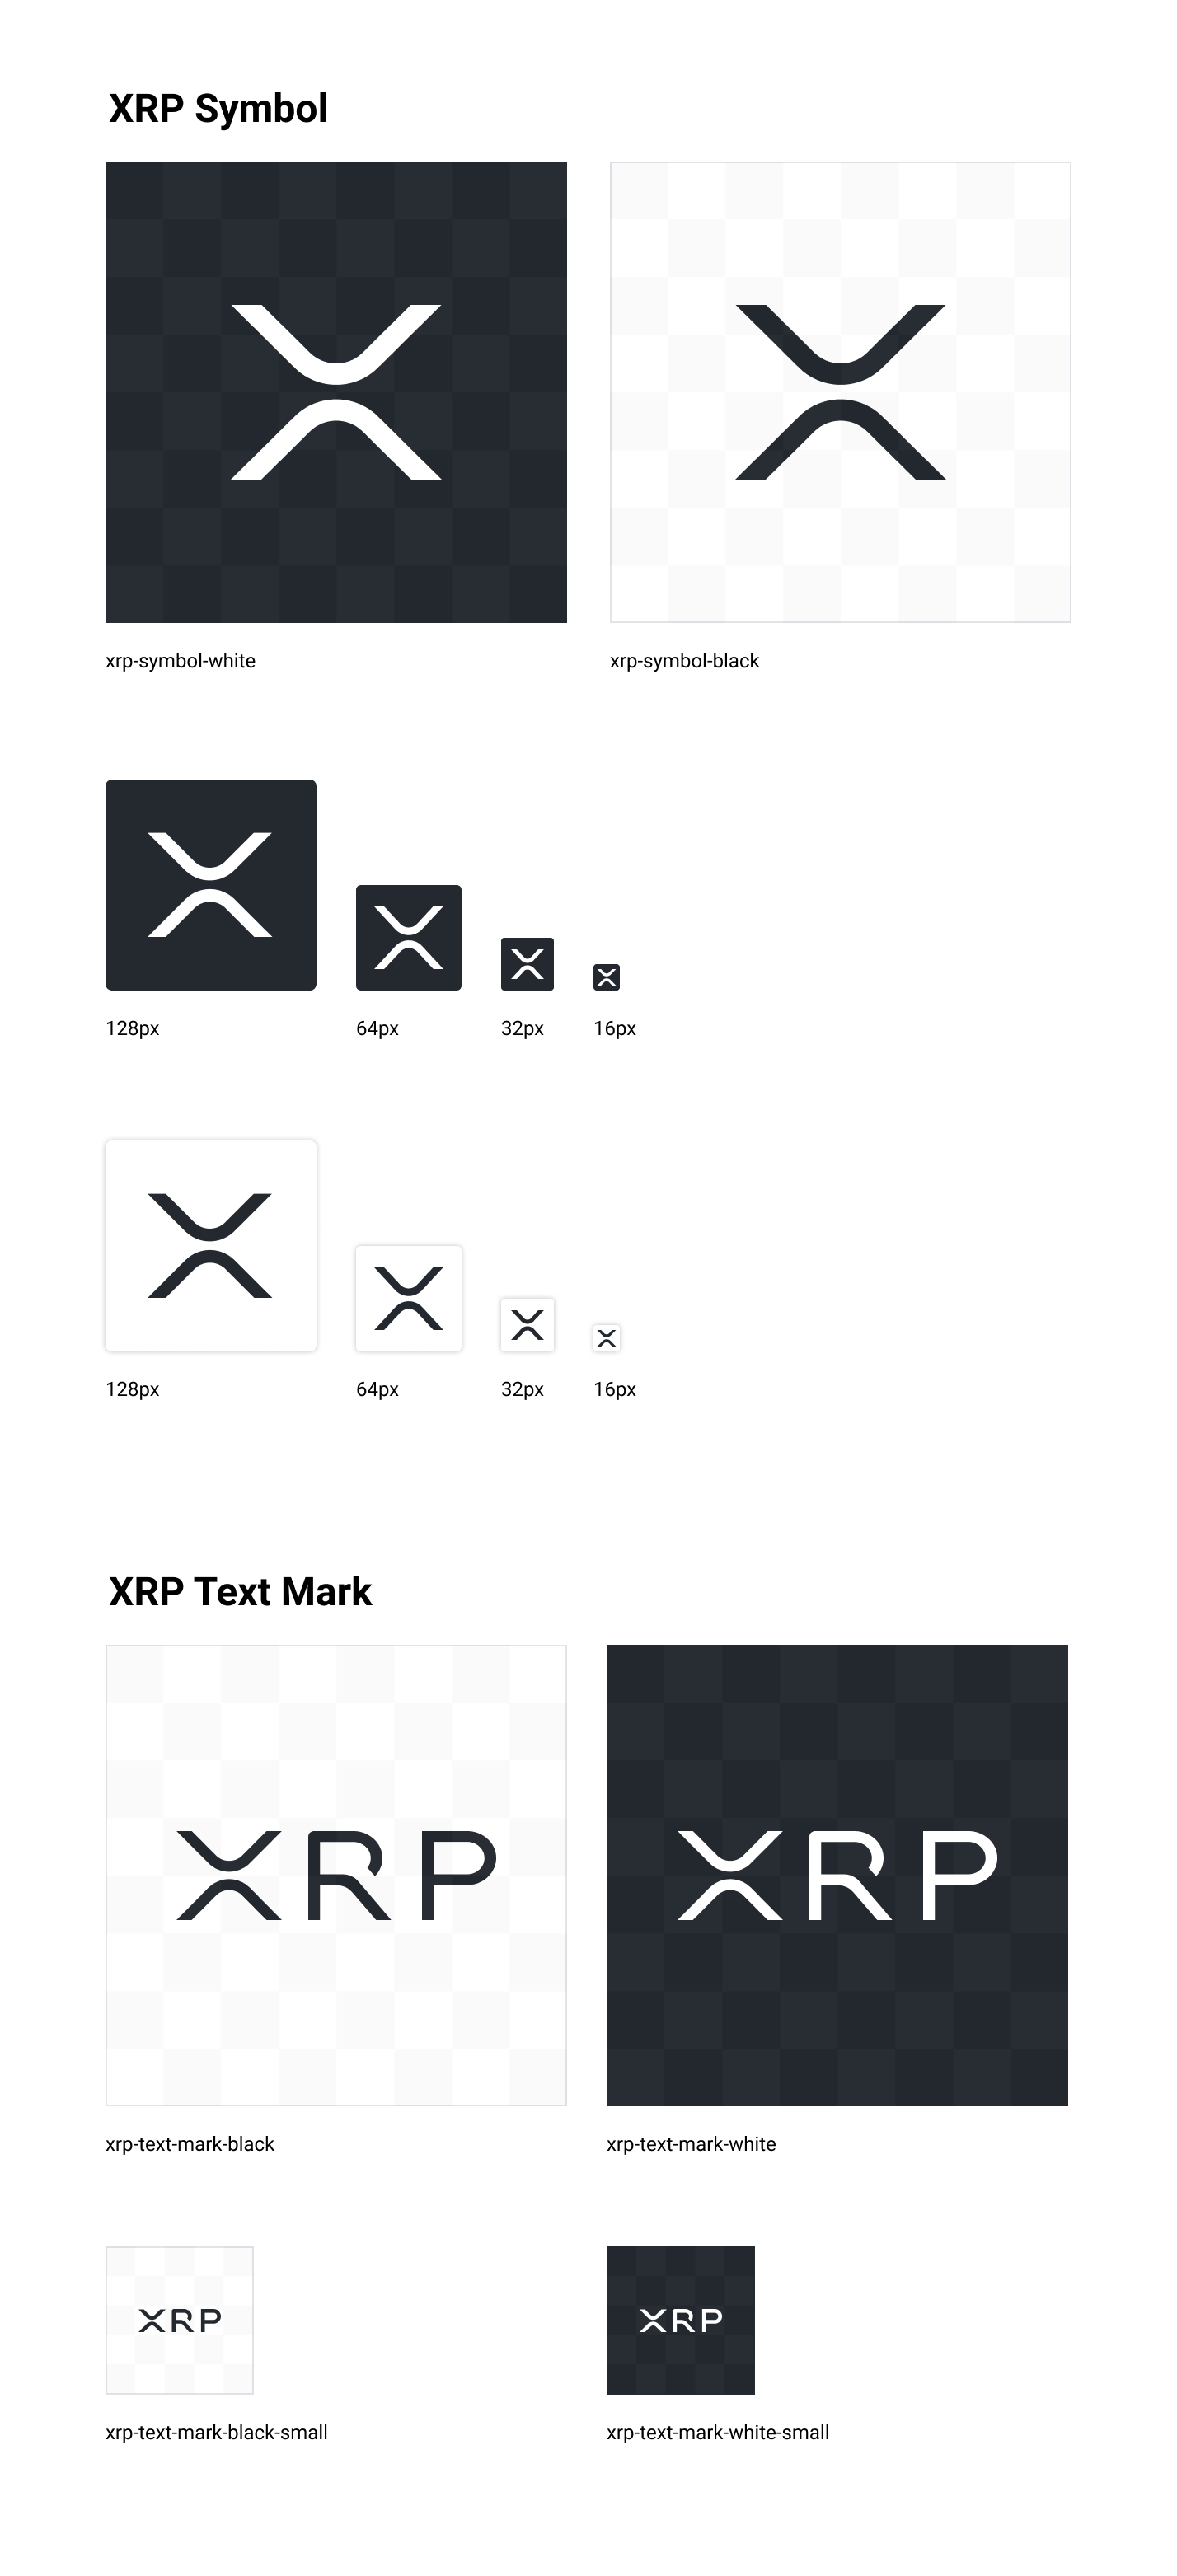 XRP Symbol
xrp-symbol-white
xrp-symbol-black
128px
64px
32px
16px
128px
64px
32px
16px
XRP Text Mark
XRP
XRP
xrp-text-mark-black
xrp-text-mark-white
XRP
XRP
xrp-text-mark-black-small
xrp-text-mark-white-small